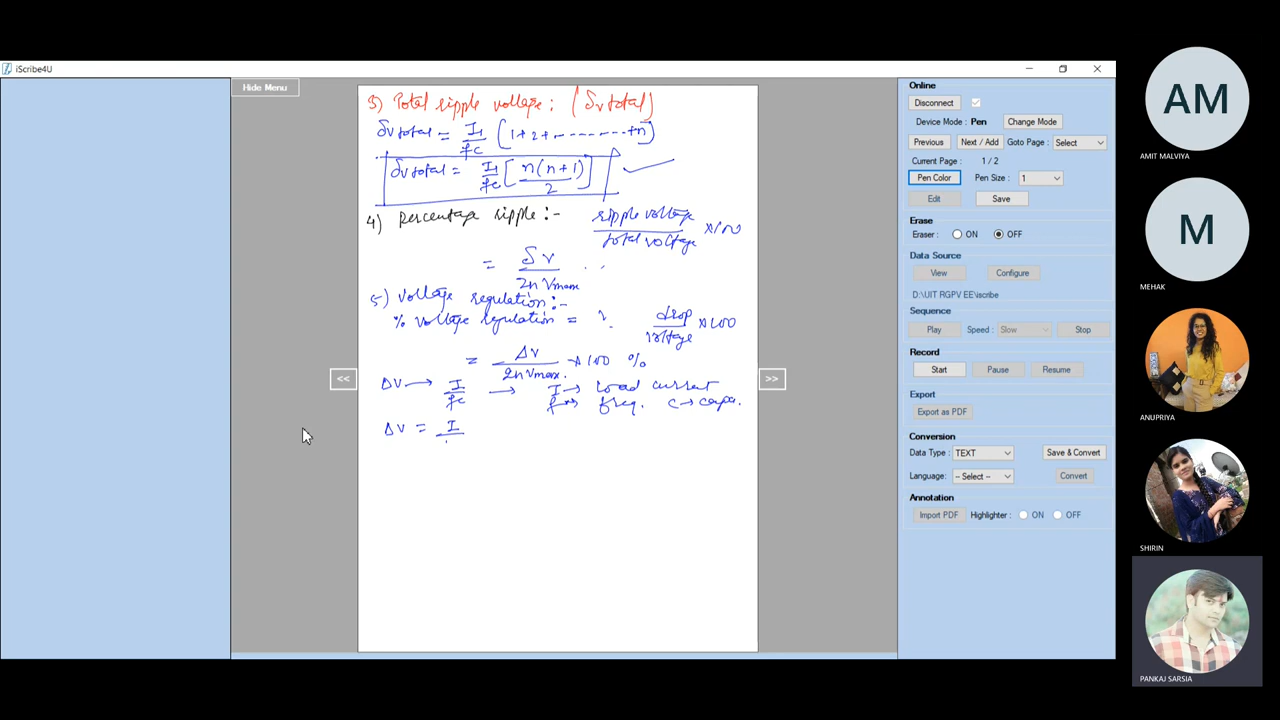 iScribe4U
Hide Menu
3) Total ripple voltage : (δv total)
δv total = I1/fc (1+2+-------+n)
δv total = I1/fc [n(n+1)/2]
4) Percentage ripple :- ripple voltage/total voltage ×100
= δv/2n Vmax
5) Voltage regulation :-
% voltage regulation = drop/voltage ×100
= Δv/2n Vmax. ×100 %
Δv → I/fc → I → load current
f → freq. c → capa.
Δv = I
<<
>>
Online
Disconnect
Device Mode : Pen Change Mode
Previous Next / Add Goto Page : Select
Current Page : 1 / 2
Pen Color Pen Size : 1
Edit Save
Erase
Eraser : ON OFF
Data Source
View Configure
D:\UIT RGPV EE\iscribe
Sequence
Play Speed : Slow Stop
Record
Start Pause Resume
Export
Export as PDF
Conversion
Data Type : TEXT Save & Convert
Language: -- Select -- Convert
Annotation
Import PDF Highlighter : ON OFF
AM
AMIT MALVIYA
M
MEHAK
ANUPRIYA
SHIRIN
PANKAJ SARSIA